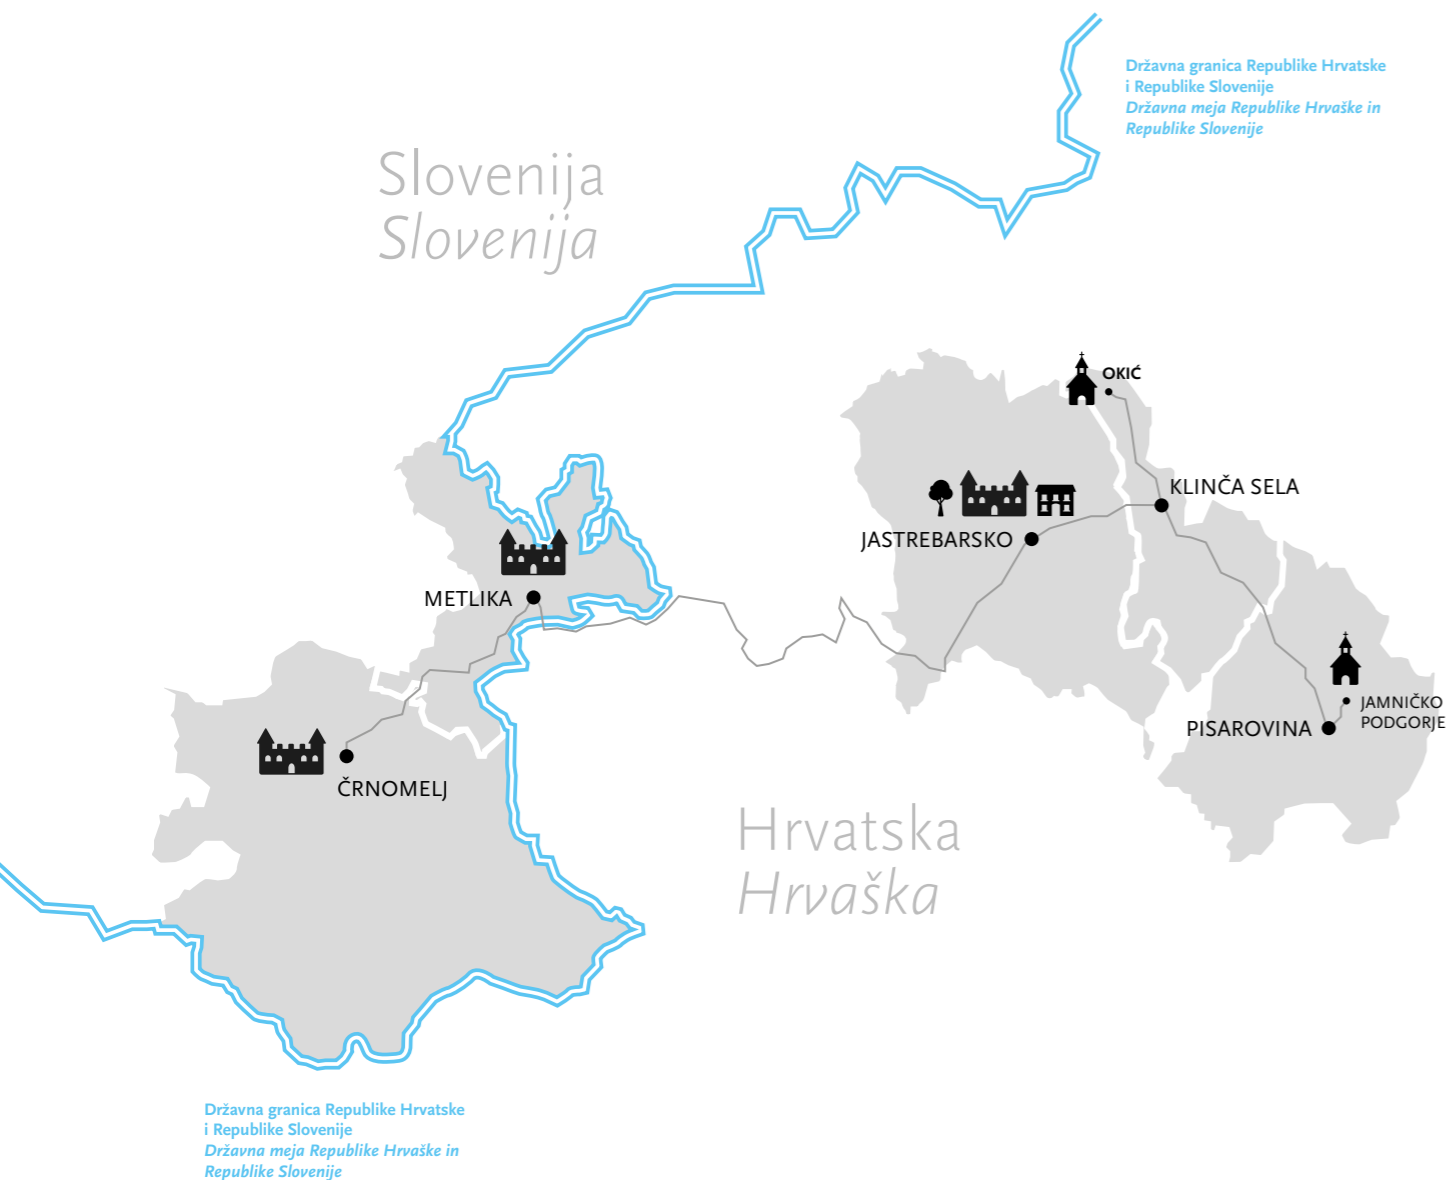 Državna granica Republike Hrvatske
i Republike Slovenije
Državna meja Republike Hrvaške in
Republike Slovenije
Slovenija
Slovenija
OKIĆ
KLINČA SELA
JASTREBARSKO
METLIKA
JAMNIČKO
PODGORJE
PISAROVINA
ČRNOMELJ
Hrvatska
Hrvaška
Državna granica Republike Hrvatske
i Republike Slovenije
Državna meja Republike Hrvaške in
Republike Slovenije